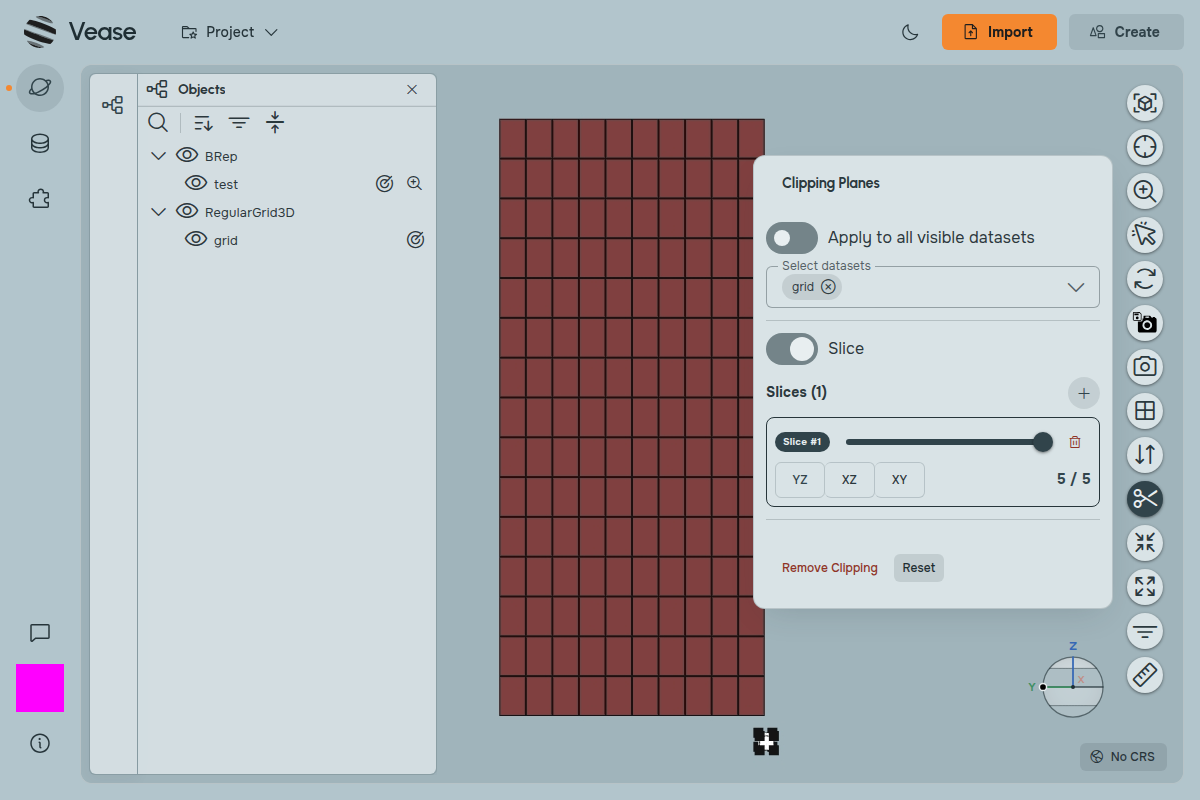 Vease
Project
Import
Create
Objects
BRep
test
RegularGrid3D
grid
Clipping Planes
Apply to all visible datasets
Select datasets
grid
Slice
Slices (1)
Slice #1
YZ
XZ
XY
5 / 5
Remove Clipping
Reset
Z
Y
X
No CRS